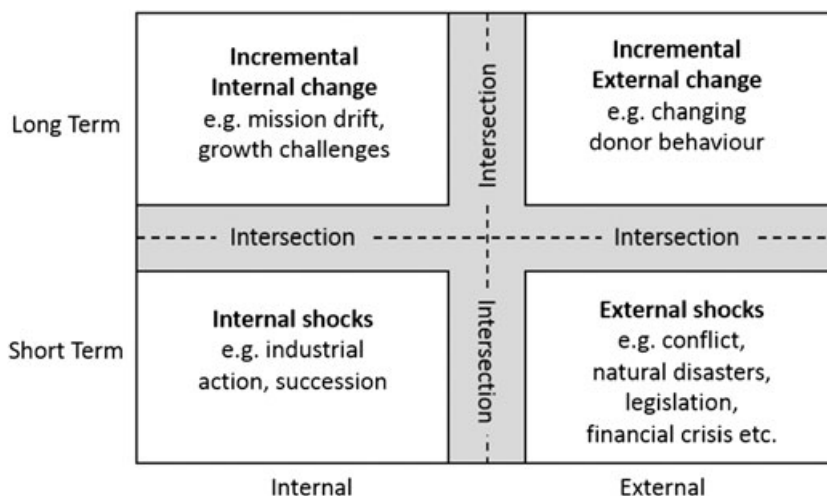 Long Term
Incremental
Internal change
e.g. mission drift,
growth challenges
Intersection
Incremental
External change
e.g. changing
donor behaviour
Intersection
Intersection
Short Term
Internal shocks
e.g. industrial
action, succession
Intersection
External shocks
e.g. conflict,
natural disasters,
legislation,
financial crisis etc.
Internal
External